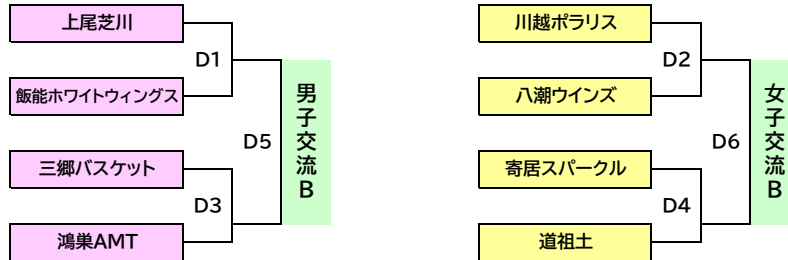 上尾芝川
D1
飯能ホワイトウィングス
D5
男子交流B
三郷バスケット
D3
鴻巣AMT
川越ポラリス
D2
八潮ウインズ
D6
女子交流B
寄居スパークル
D4
道祖土